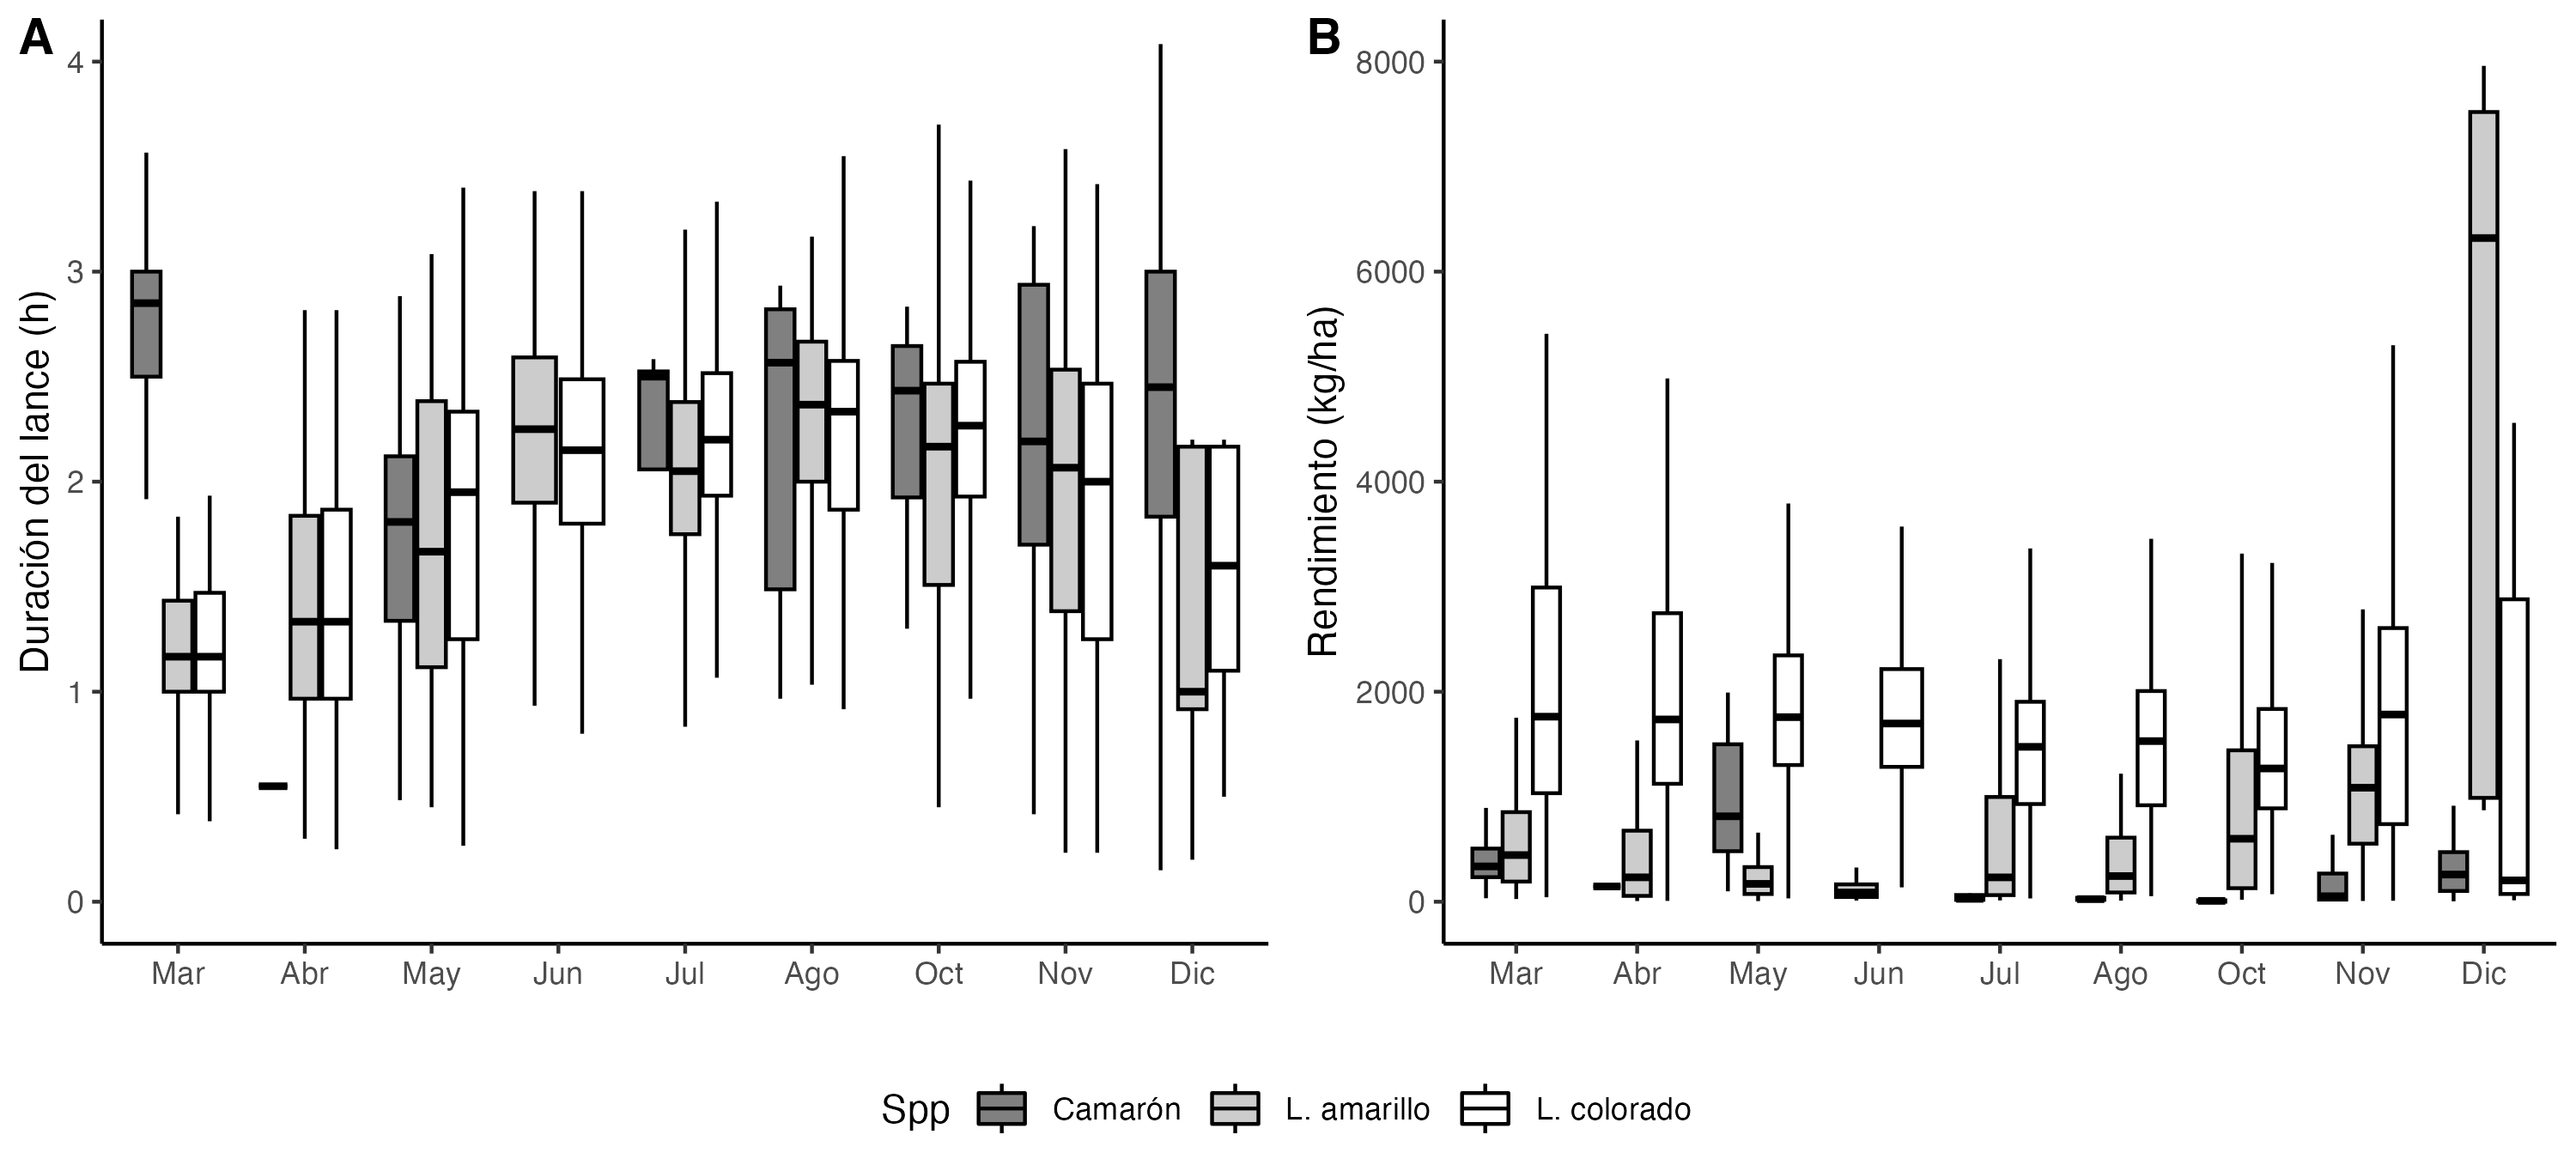 A
Duración del lance (h)
4
3
2
1
0
Mar Abr May Jun Jul Ago Oct Nov Dic
B
Rendimiento (kg/ha)
8000
6000
4000
2000
0
Mar Abr May Jun Jul Ago Oct Nov Dic
Spp Camarón L. amarillo L. colorado